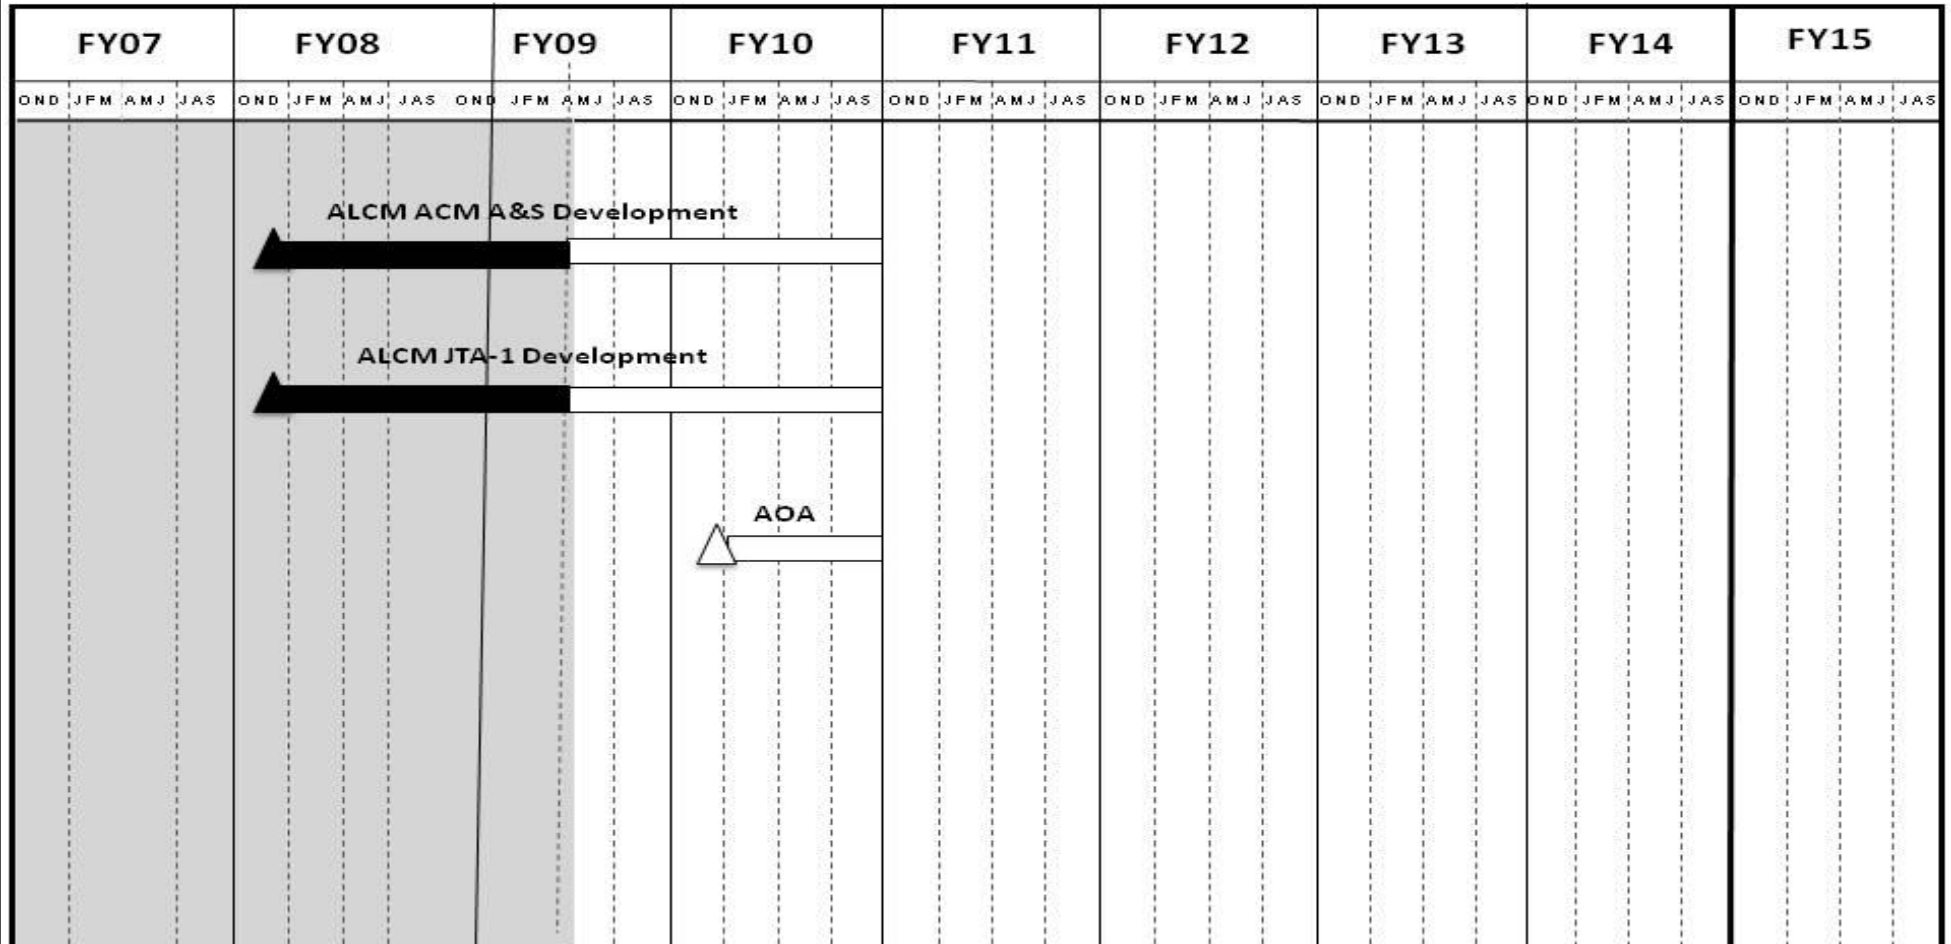 FY07 FY08 FY09 FY10 FY11 FY12 FY13 FY14 FY15
OND JFM AMJ JAS OND JFM AMJ JAS OND JFM AMJ JAS OND JFM AMJ JAS OND JFM AMJ JAS OND JFM AMJ JAS OND JFM AMJ JAS OND JFM AMJ JAS OND JFM AMJ JAS
ALCM ACM A&S Development
ALCM JTA-1 Development
AOA